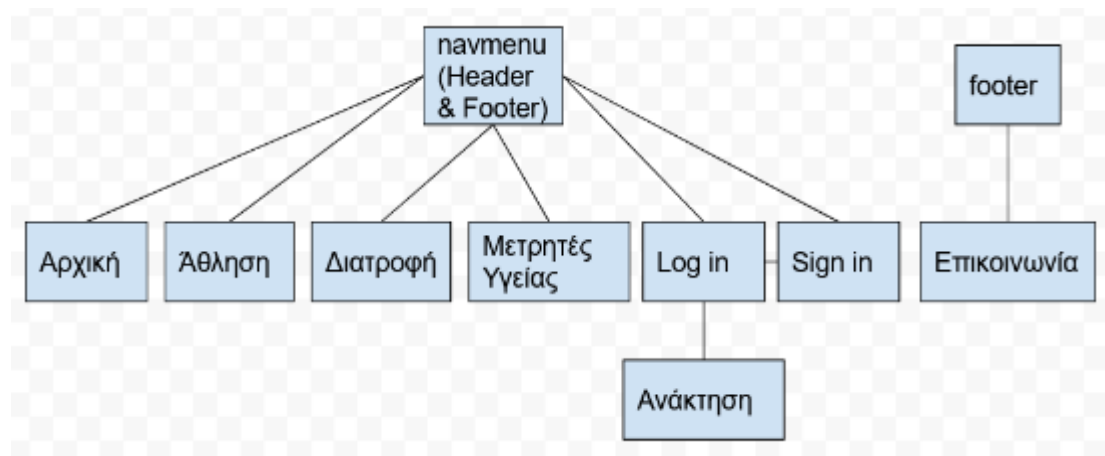 navmenu
(Header
& Footer)
footer
Αρχική
Άθληση
Διατροφή
Μετρητές
Υγείας
Log in
Sign in
Επικοινωνία
Ανάκτηση